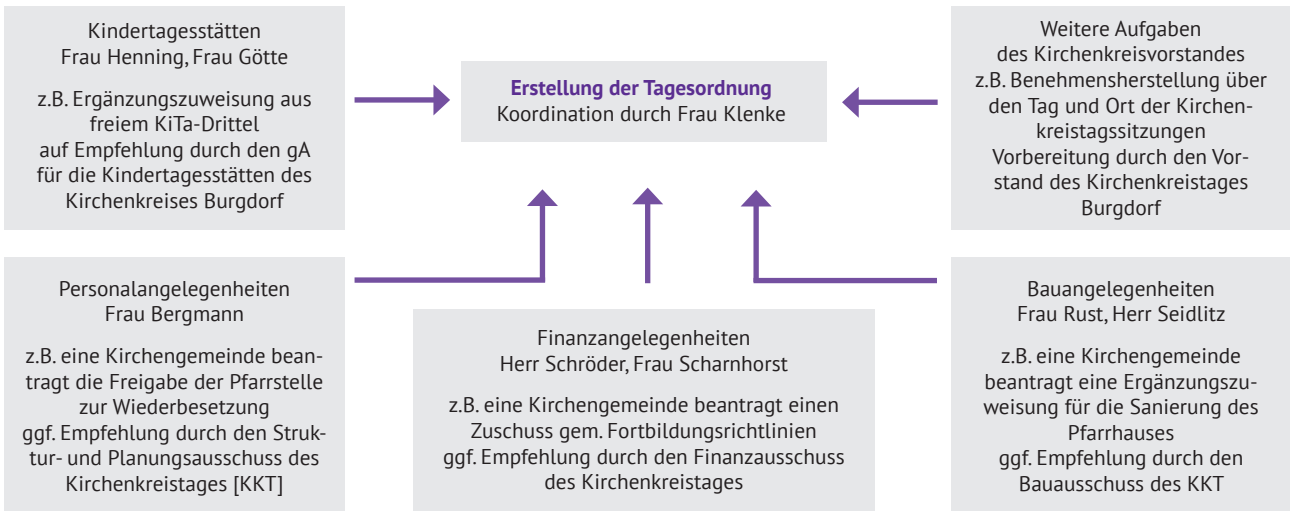 Kindertagesstätten
Frau Henning, Frau Götte
z.B. Ergänzungszuweisung aus
freiem KiTa-Drittel
auf Empfehlung durch den gA
für die Kindertagesstätten des
Kirchenkreises Burgdorf
Erstellung der Tagesordnung
Koordination durch Frau Klenke
Weitere Aufgaben
des Kirchenkreisvorstandes
z.B. Benehmensherstellung über
den Tag und Ort der Kirchen-
kreistagssitzungen
Vorbereitung durch den Vor-
stand des Kirchenkreistages
Burgdorf
Personalangelegenheiten
Frau Bergmann
z.B. eine Kirchengemeinde bean-
tragt die Freigabe der Pfarrstelle
zur Wiederbesetzung
ggf. Empfehlung durch den Struk-
tur- und Planungsausschuss des
Kirchenkreistages [KKT]
Finanzangelegenheiten
Herr Schröder, Frau Scharnhorst
z.B. eine Kirchengemeinde beantragt einen
Zuschuss gem. Fortbildungsrichtlinien
ggf. Empfehlung durch den Finanzausschuss
des Kirchenkreistages
Bauangelegenheiten
Frau Rust, Herr Seidlitz
z.B. eine Kirchengemeinde
beantragt eine Ergänzungszu-
weisung für die Sanierung des
Pfarrhauses
ggf. Empfehlung durch den
Bauausschuss des KKT